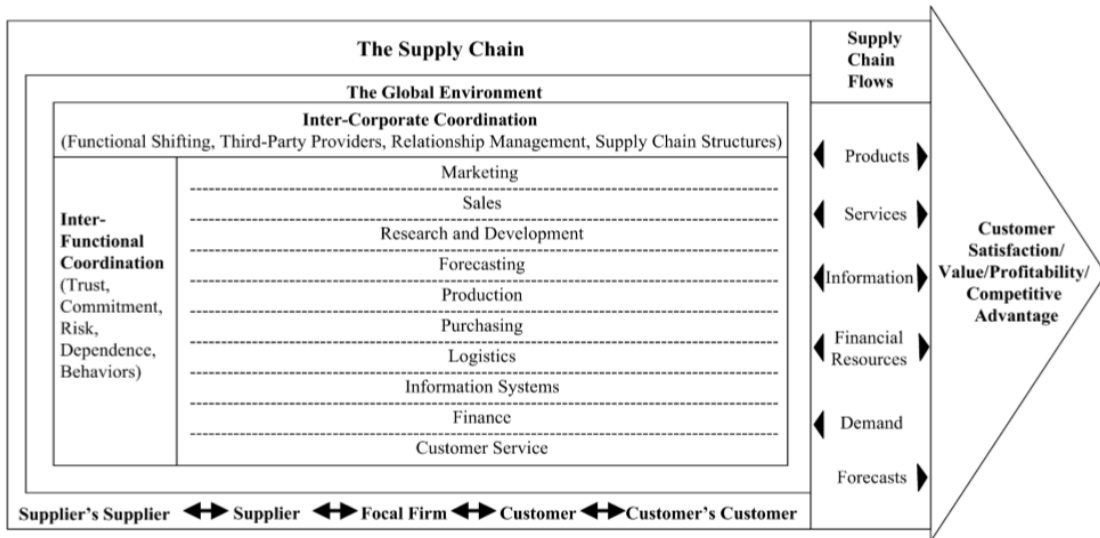 The Supply Chain
Supply
Chain
Flows
The Global Environment
Inter-Corporate Coordination
(Functional Shifting, Third-Party Providers, Relationship Management, Supply Chain Structures)
Inter-
Functional
Coordination
(Trust,
Commitment,
Risk,
Dependence,
Behaviors)
Marketing
Sales
Research and Development
Forecasting
Production
Purchasing
Logistics
Information Systems
Finance
Customer Service
Products
Services
Information
Financial
Resources
Demand
Forecasts
Customer
Satisfaction/
Value/Profitability/
Competitive
Advantage
Supplier's Supplier Supplier Focal Firm Customer Customer's Customer